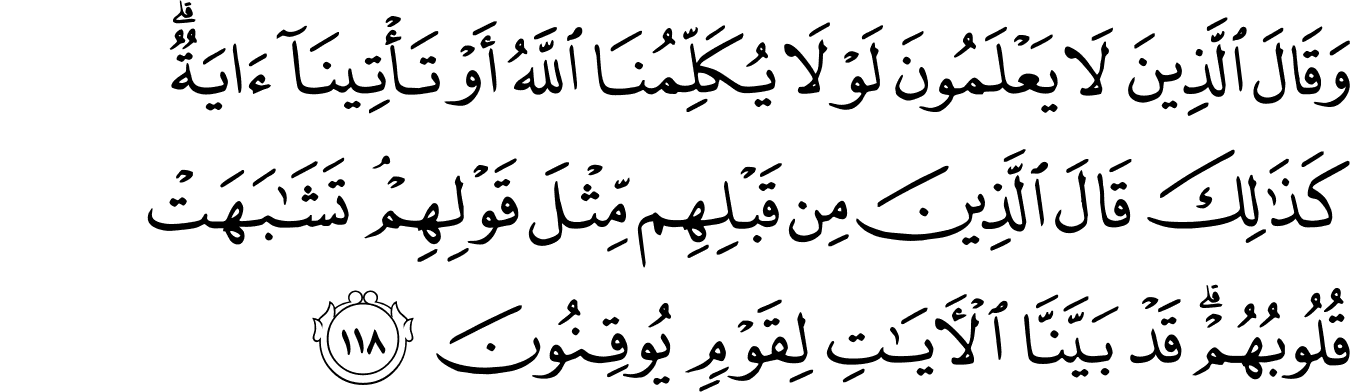 وَقَالَ ٱلَّذِينَ لَا يَعْلَمُونَ لَوْلَا يُكَلِّمُنَا ٱللَّهُ أَوْ تَأْتِينَآ ءَايَةٌۗ
كَذَٰلِكَ قَالَ ٱلَّذِينَ مِن قَبْلِهِم مِّثْلَ قَوْلِهِمْۘ تَشَٰبَهَتْ
قُلُوبُهُمْۗ قَدْ بَيَّنَّا ٱلْأَيَٰتِ لِقَوْمٍ يُوقِنُونَ ١١٨